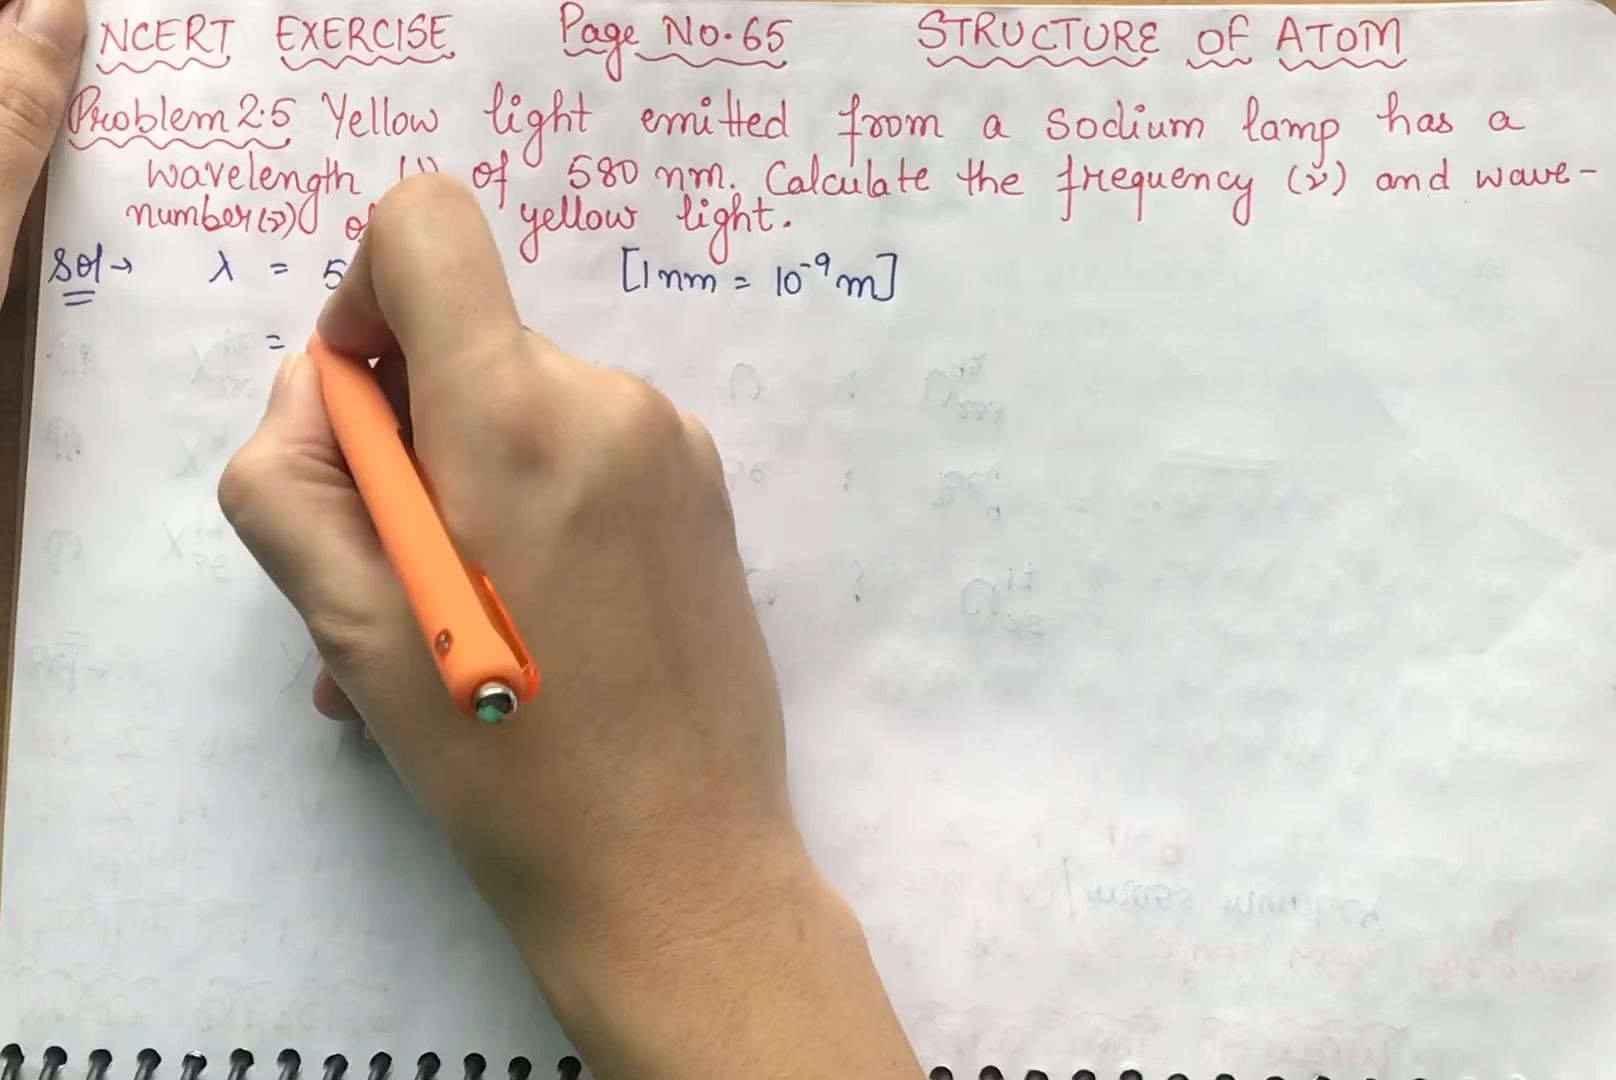 NCERT EXERCISE Page No. 65 STRUCTURE OF ATOM
Problem 2.5 Yellow light emitted from a sodium lamp has a
wavelength of 580 nm. Calculate the frequency (ν) and wave-
number (ν̅) yellow light.
Sol → λ = 5 [1 nm = 10⁻⁹ m]
=